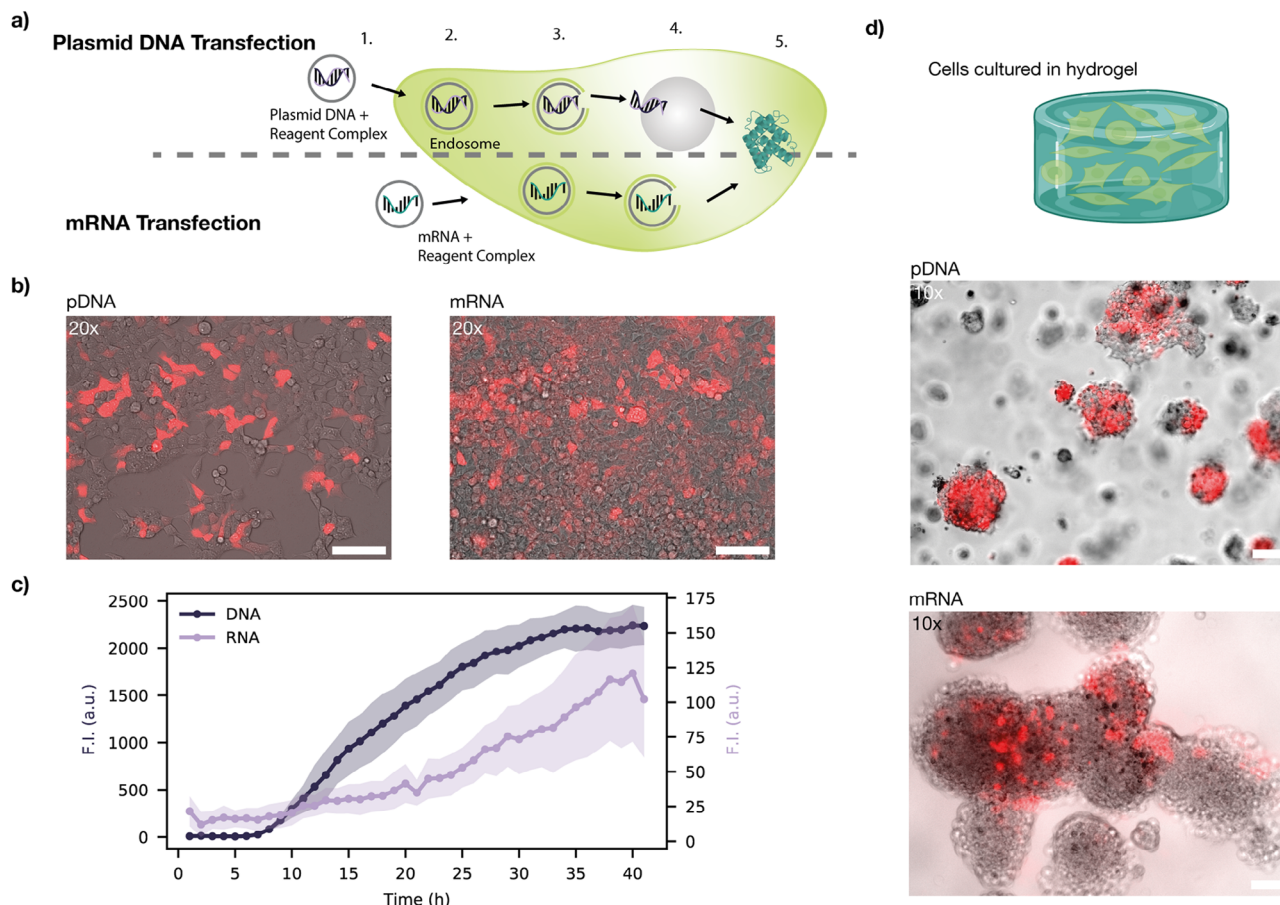 a)
Plasmid DNA Transfection
1.
2.
3.
4.
5.
Plasmid DNA +
Reagent Complex
Endosome
mRNA Transfection
mRNA +
Reagent Complex
b)
pDNA
20x
mRNA
20x
c)
DNA
RNA
F.I. (a.u.)
2500
2000
1500
1000
500
0
175
150
125
100
75
50
25
0
F.I. (a.u.)
0
5
10
15
20
25
30
35
40
Time (h)
d)
Cells cultured in hydrogel
pDNA
10x
mRNA
10x